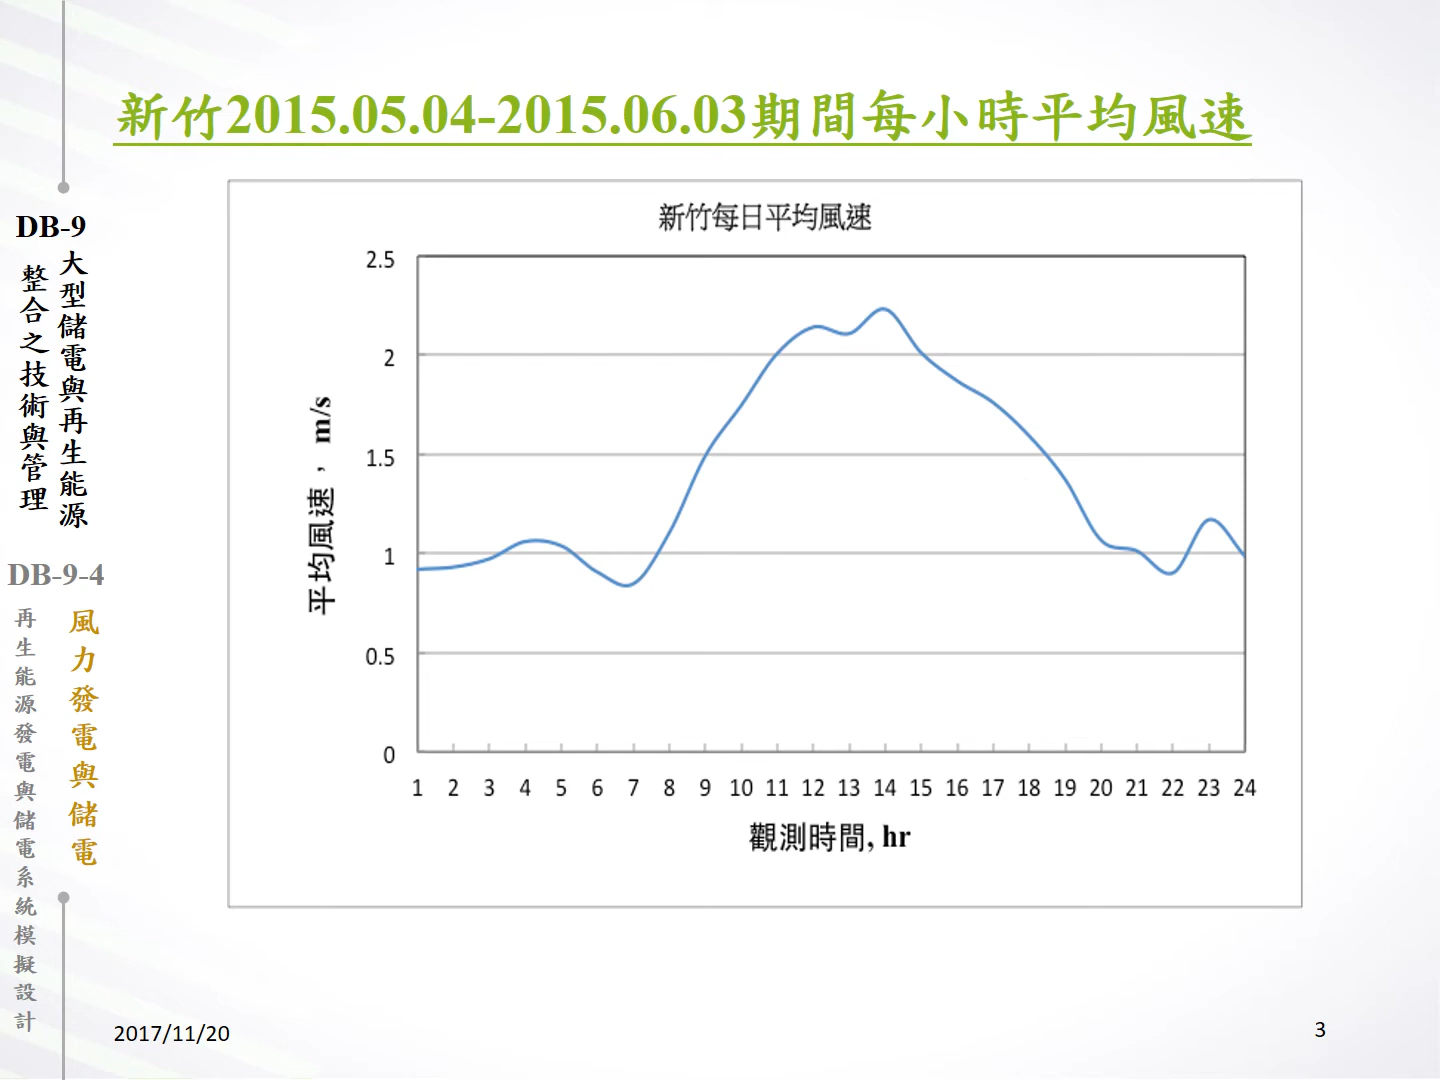 新竹2015.05.04-2015.06.03期間每小時平均風速
DB-9
大型儲電與再生能源
整合之技術與管理
DB-9-4
風力發電與儲電
再生能源發電與儲電系統模擬設計
新竹每日平均風速
平均風速， m/s
2.5
2
1.5
1
0.5
0
1 2 3 4 5 6 7 8 9 10 11 12 13 14 15 16 17 18 19 20 21 22 23 24
觀測時間, hr
2017/11/20
3